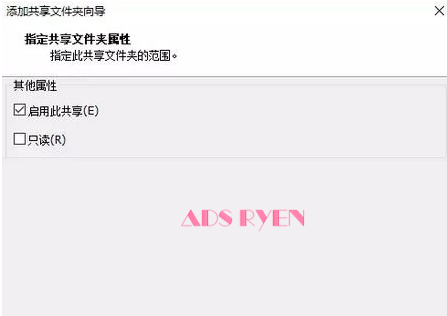 添加共享文件夹向导
指定共享文件夹属性
指定此共享文件夹的范围。
其他属性
启用此共享(E)
只读(R)
ADS RYEN